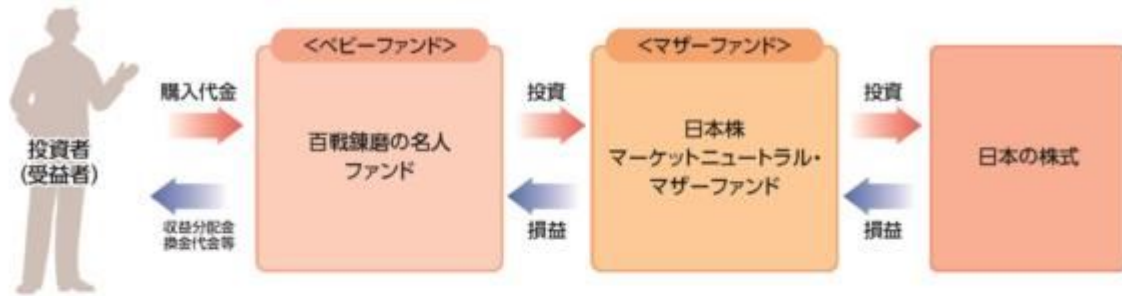 投資者
(受益者)
購入代金
収益分配金
換金代金等
<ベビーファンド>
百戦錬磨の名人
ファンド
投資
損益
<マザーファンド>
日本株
マーケットニュートラル・
マザーファンド
投資
損益
日本の株式